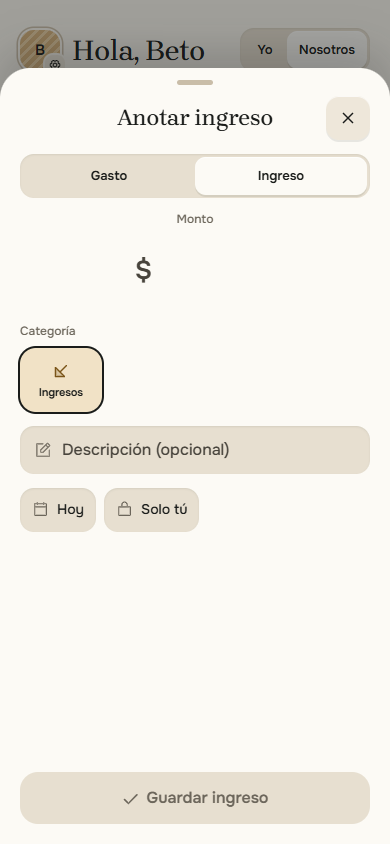 B
Hola, Beto
Yo
Nosotros
Anotar ingreso
Gasto
Ingreso
Monto
$
Categoría
Ingresos
Descripción (opcional)
Hoy
Solo tú
Guardar ingreso